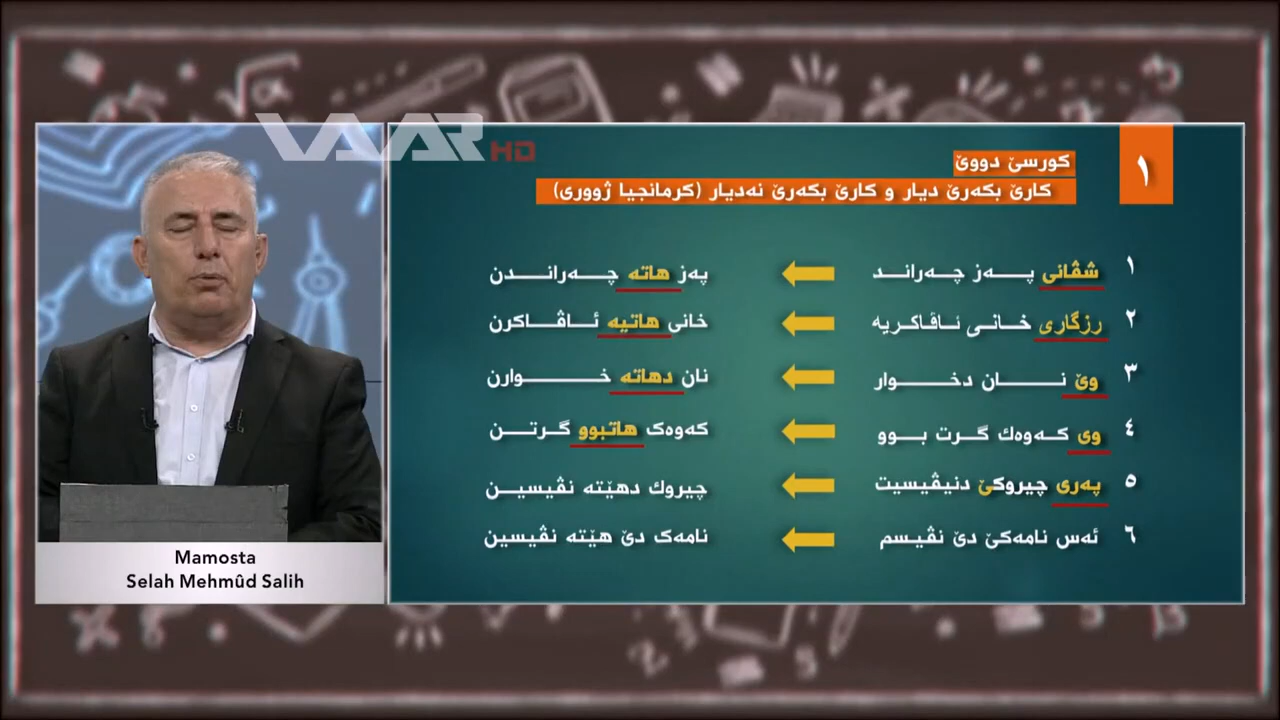 VAAR HD
١
کورسێ دووێ
کارێ بکەرێ دیار و کارێ بکەرێ نەدیار (کرمانجیا ژووری)
١ شڤانی پەز چەراند ← پەز هاتە چەراندن
٢ رزگاری خانی ئاڤاکریە ← خانی هاتیە ئاڤاکرن
٣ وێ نان دخوار ← نان دهاتە خوارن
٤ وی کەوەك گرت بوو ← کەوەک هاتبوو گرتن
٥ پەری چیروکێ دنیڤیسیت ← چیروك دهێتە نڤیسین
٦ ئەس نامەکێ دێ نڤیسم ← نامەک دێ هێتە نڤیسین
Mamosta
Selah Mehmûd Salih